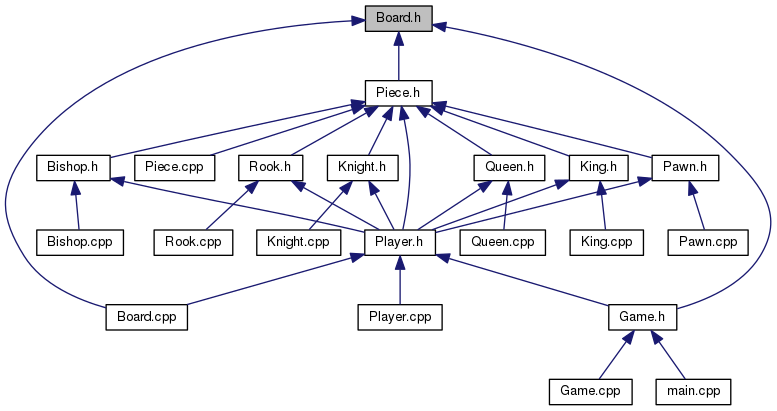 Board.h
Piece.h
Bishop.h
Piece.cpp
Rook.h
Knight.h
Queen.h
King.h
Pawn.h
Bishop.cpp
Rook.cpp
Knight.cpp
Player.h
Queen.cpp
King.cpp
Pawn.cpp
Board.cpp
Player.cpp
Game.h
Game.cpp
main.cpp